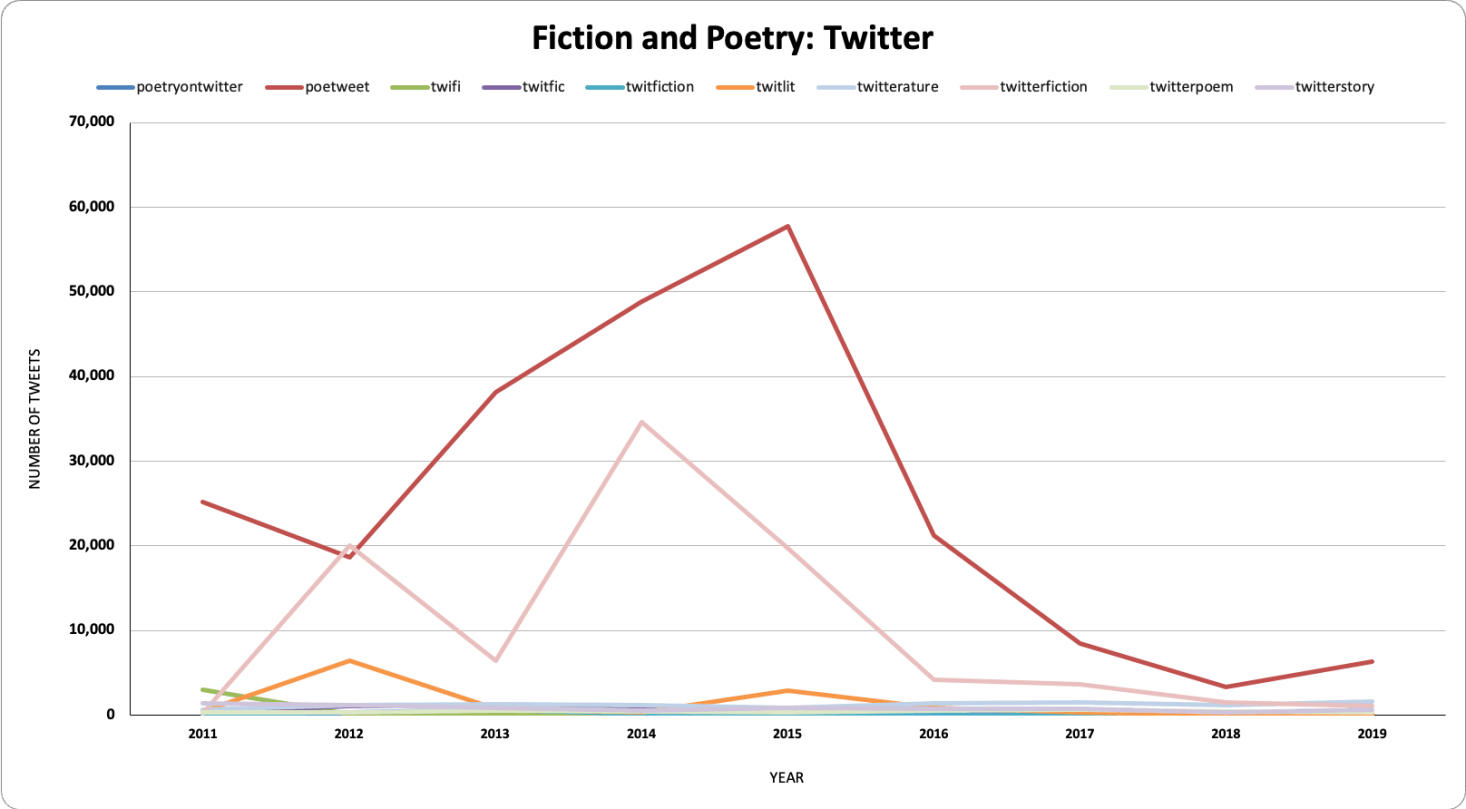 Fiction and Poetry: Twitter
poetryontwitter poetweet twifi twitfic twitfiction twitlit twitterature twitterfiction twitterpoem twitterstory
70,000
60,000
50,000
40,000
30,000
20,000
10,000
0
NUMBER OF TWEETS
2011 2012 2013 2014 2015 2016 2017 2018 2019
YEAR